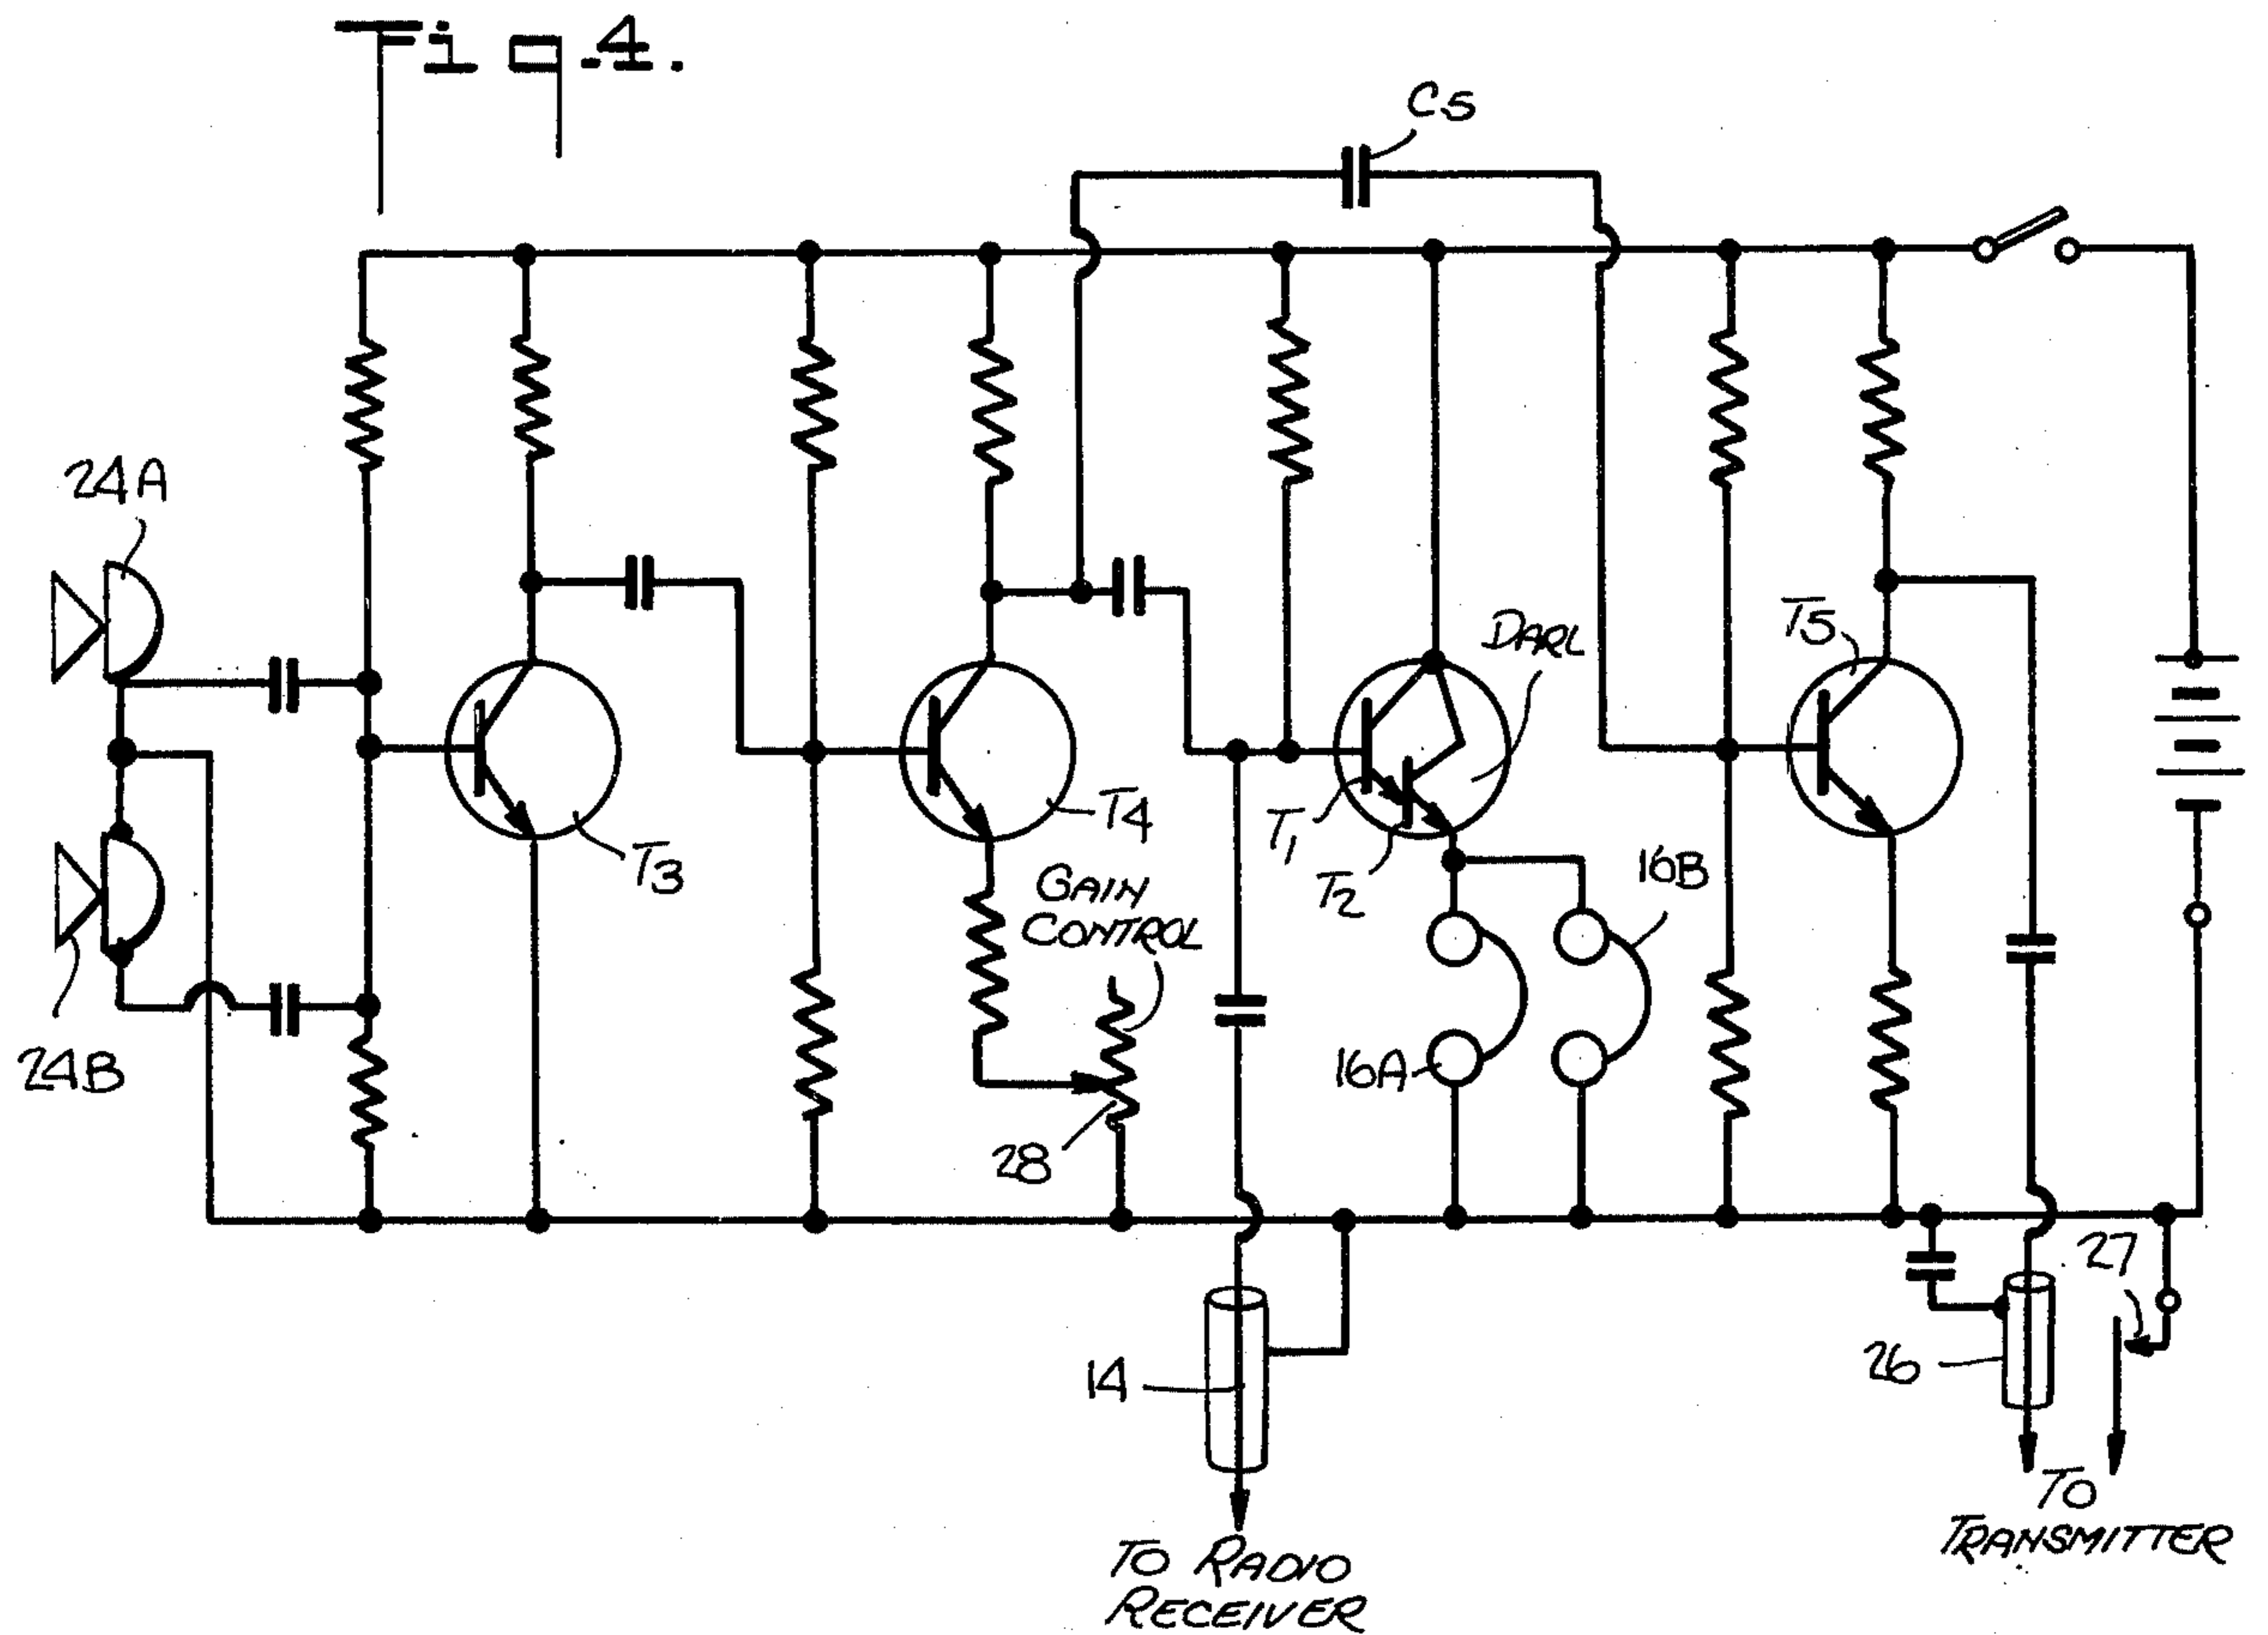 Fig.4.
C5
24A
DARL
T5
T4
T1
T3
T2
16B
GAIN
CONTROL
16A
24B
28
27
14
26
TO
TRANSMITTER
TO RADIO
RECEIVER